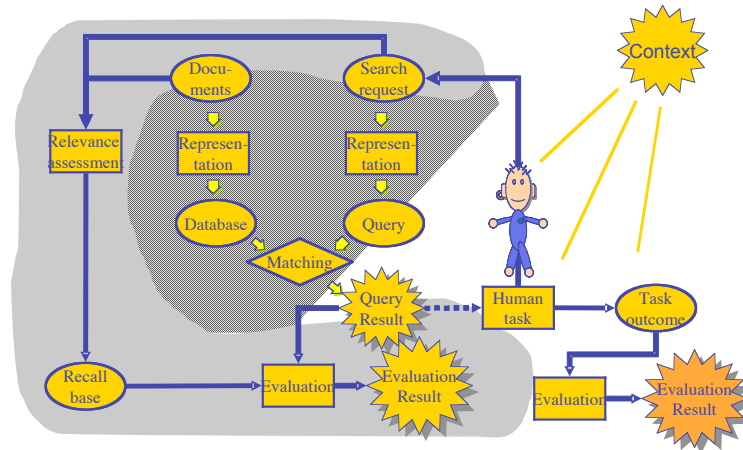 Docu-
ments
Search
request
Context
Relevance
assessment
Represen-
tation
Represen-
tation
Database
Query
Matching
Query
Result
Human
task
Task
outcome
Recall
base
Evaluation
Evaluation
Result
Evaluation
Evaluation
Result